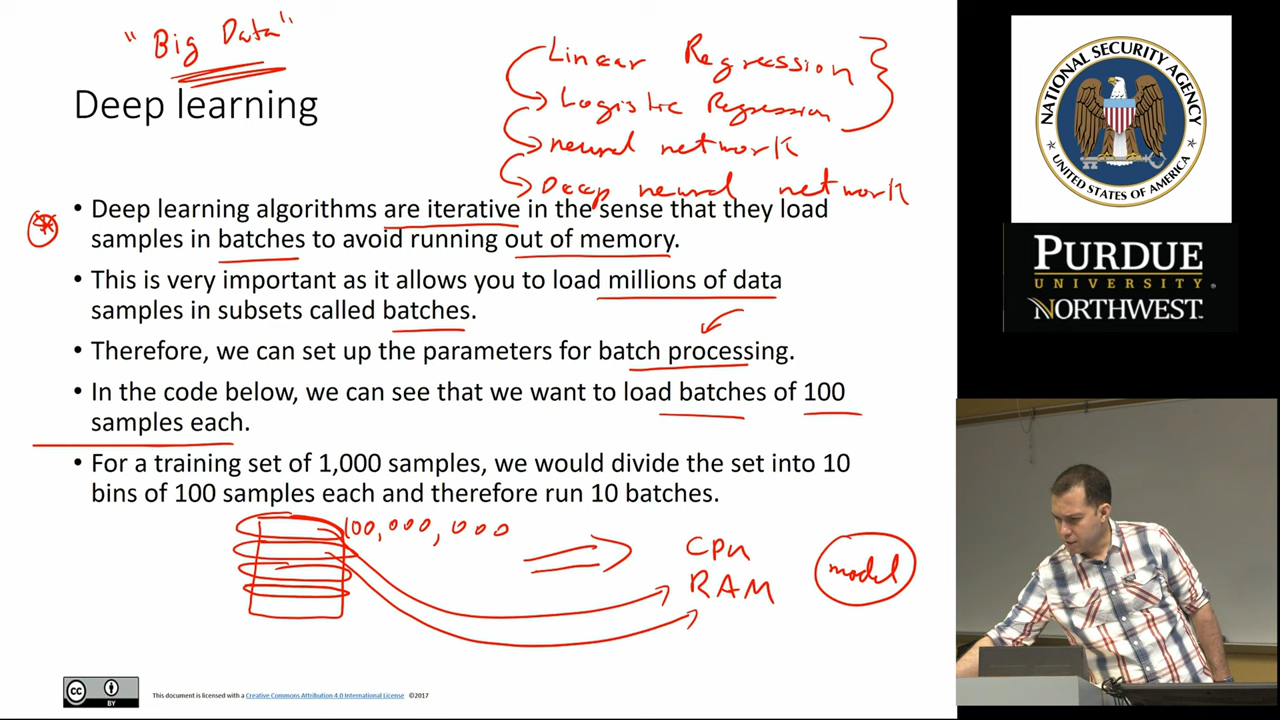 "Big Data"
Deep learning
Linear Regression
Logistic Regression
neural network
Deep neural network
• Deep learning algorithms are iterative in the sense that they load
samples in batches to avoid running out of memory.
• This is very important as it allows you to load millions of data
samples in subsets called batches.
• Therefore, we can set up the parameters for batch processing.
• In the code below, we can see that we want to load batches of 100
samples each.
• For a training set of 1,000 samples, we would divide the set into 10
bins of 100 samples each and therefore run 10 batches.
100,000,000
CPU
RAM
model
cc
BY
This document is licensed with a Creative Commons Attribution 4.0 International License ©2017
NATIONAL SECURITY AGENCY
UNITED STATES OF AMERICA
PURDUE
UNIVERSITY
NORTHWEST